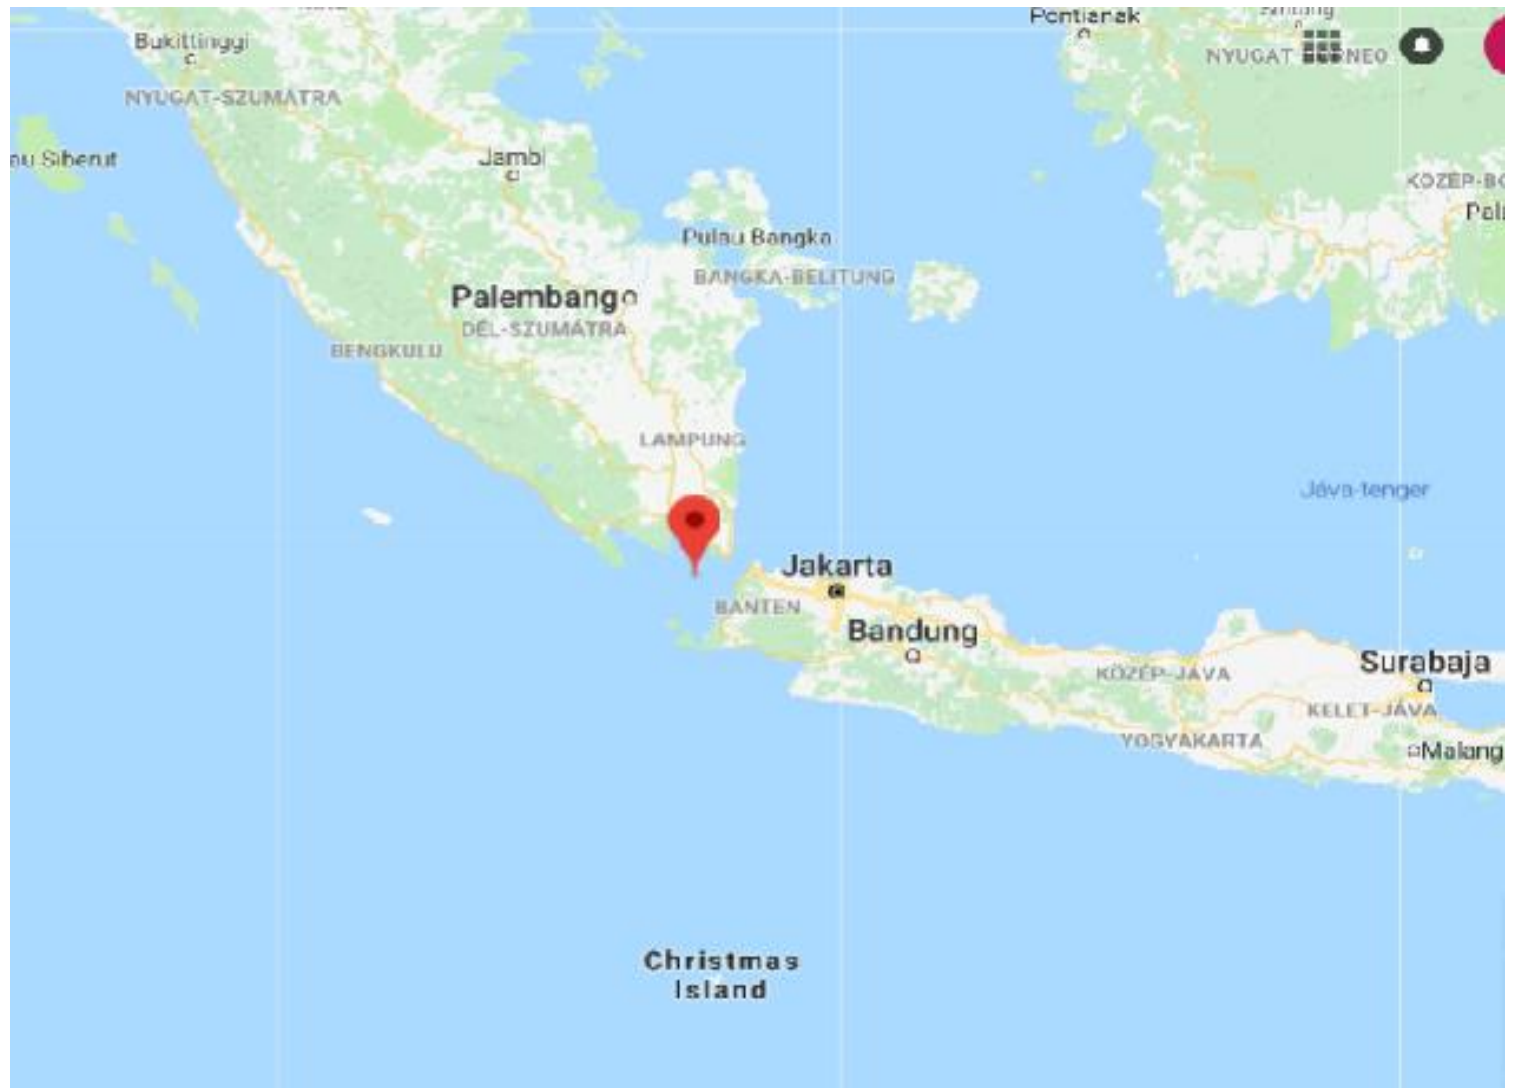 Pontianak
Bukittinggi
NYUGAT
NEO
NYUGAT-SZUMÁTRA
Siberut
Jambi
Pulau Bangka
BANGKA-BELITUNG
Palembang
DÉL-SZUMÁTRA
BENGKULU
LAMPUNG
Jáva-tenger
Jakarta
BANTEN
Bandung
KÖZÉP-JÁVA
Surabaja
KELET-JÁVA
YOGYAKARTA
Malang
Christmas
Island